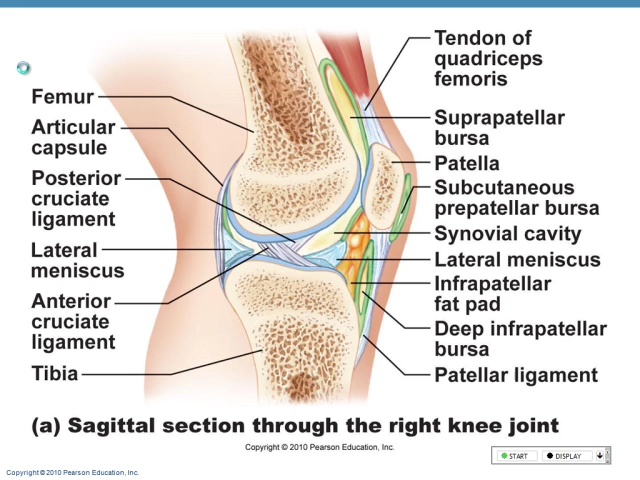 Femur
Articular
capsule
Posterior
cruciate
ligament
Lateral
meniscus
Anterior
cruciate
ligament
Tibia
Tendon of
quadriceps
femoris
Suprapatellar
bursa
Patella
Subcutaneous
prepatellar bursa
Synovial cavity
Lateral meniscus
Infrapatellar
fat pad
Deep infrapatellar
bursa
Patellar ligament
(a) Sagittal section through the right knee joint
Copyright © 2010 Pearson Education, Inc.
START DISPLAY
Copyright © 2010 Pearson Education, Inc.